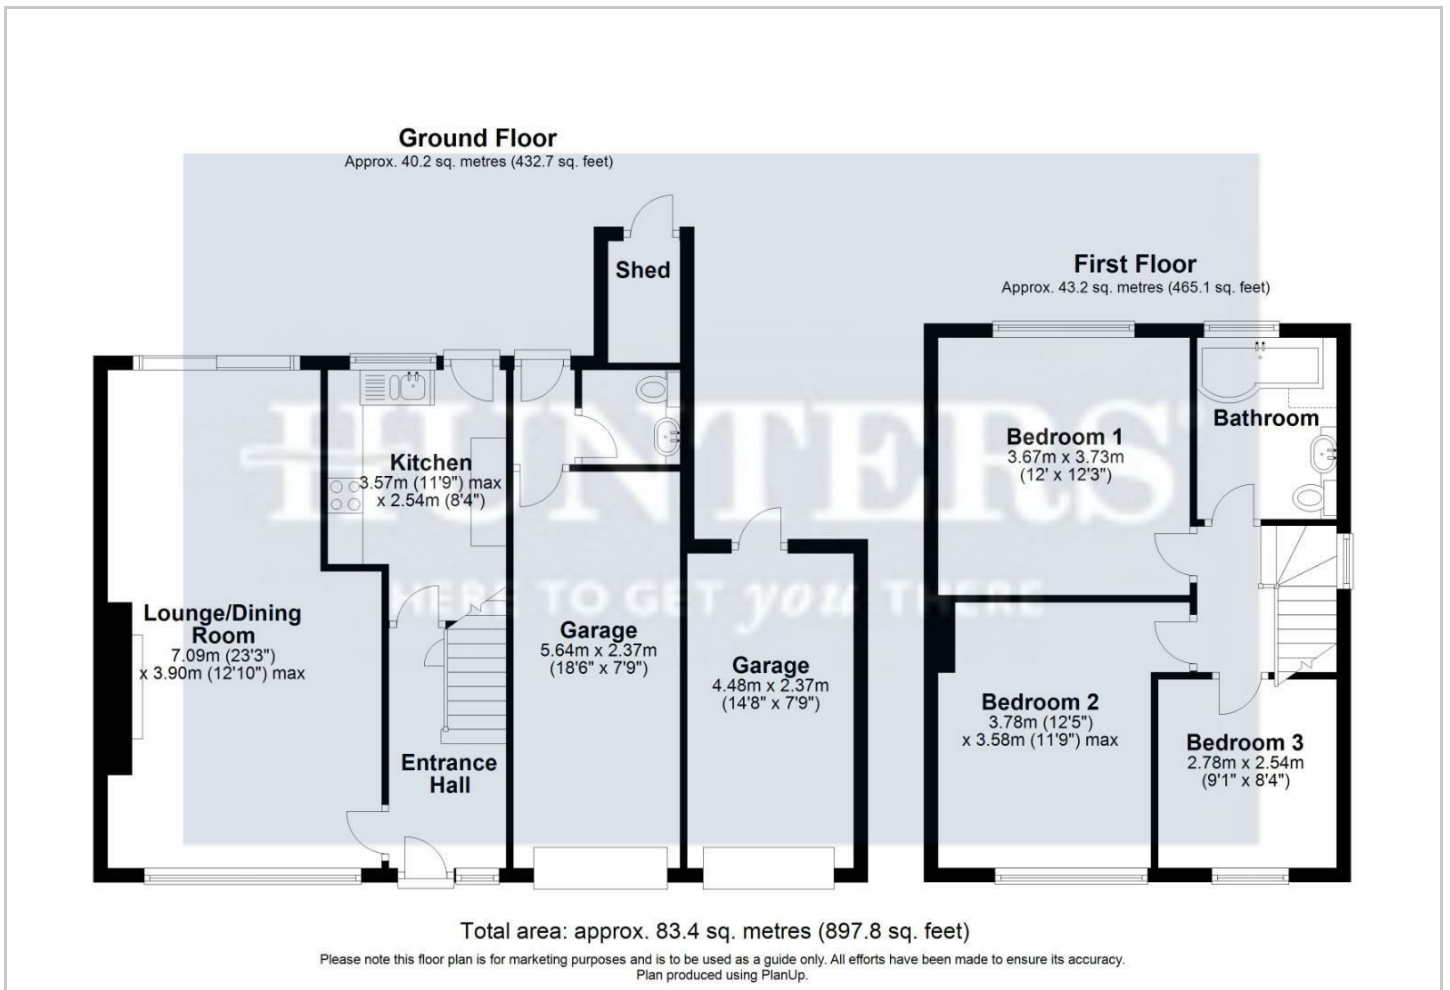 Ground Floor
Approx. 40.2 sq. metres (432.7 sq. feet)
Shed
Kitchen
3.57m (11'9") max
x 2.54m (8'4")
Lounge/Dining
Room
7.09m (23'3")
x 3.90m (12'10") max
Entrance
Hall
Garage
5.64m x 2.37m
(18'6" x 7'9")
Garage
4.48m x 2.37m
(14'8" x 7'9")
First Floor
Approx. 43.2 sq. metres (465.1 sq. feet)
Bedroom 1
3.67m x 3.73m
(12' x 12'3")
Bathroom
Bedroom 2
3.78m (12'5")
x 3.58m (11'9") max
Bedroom 3
2.78m x 2.54m
(9'1" x 8'4")
HUNTERS
HERE TO GET you THERE
Total area: approx. 83.4 sq. metres (897.8 sq. feet)
Please note this floor plan is for marketing purposes and is to be used as a guide only. All efforts have been made to ensure its accuracy.
Plan produced using PlanUp.